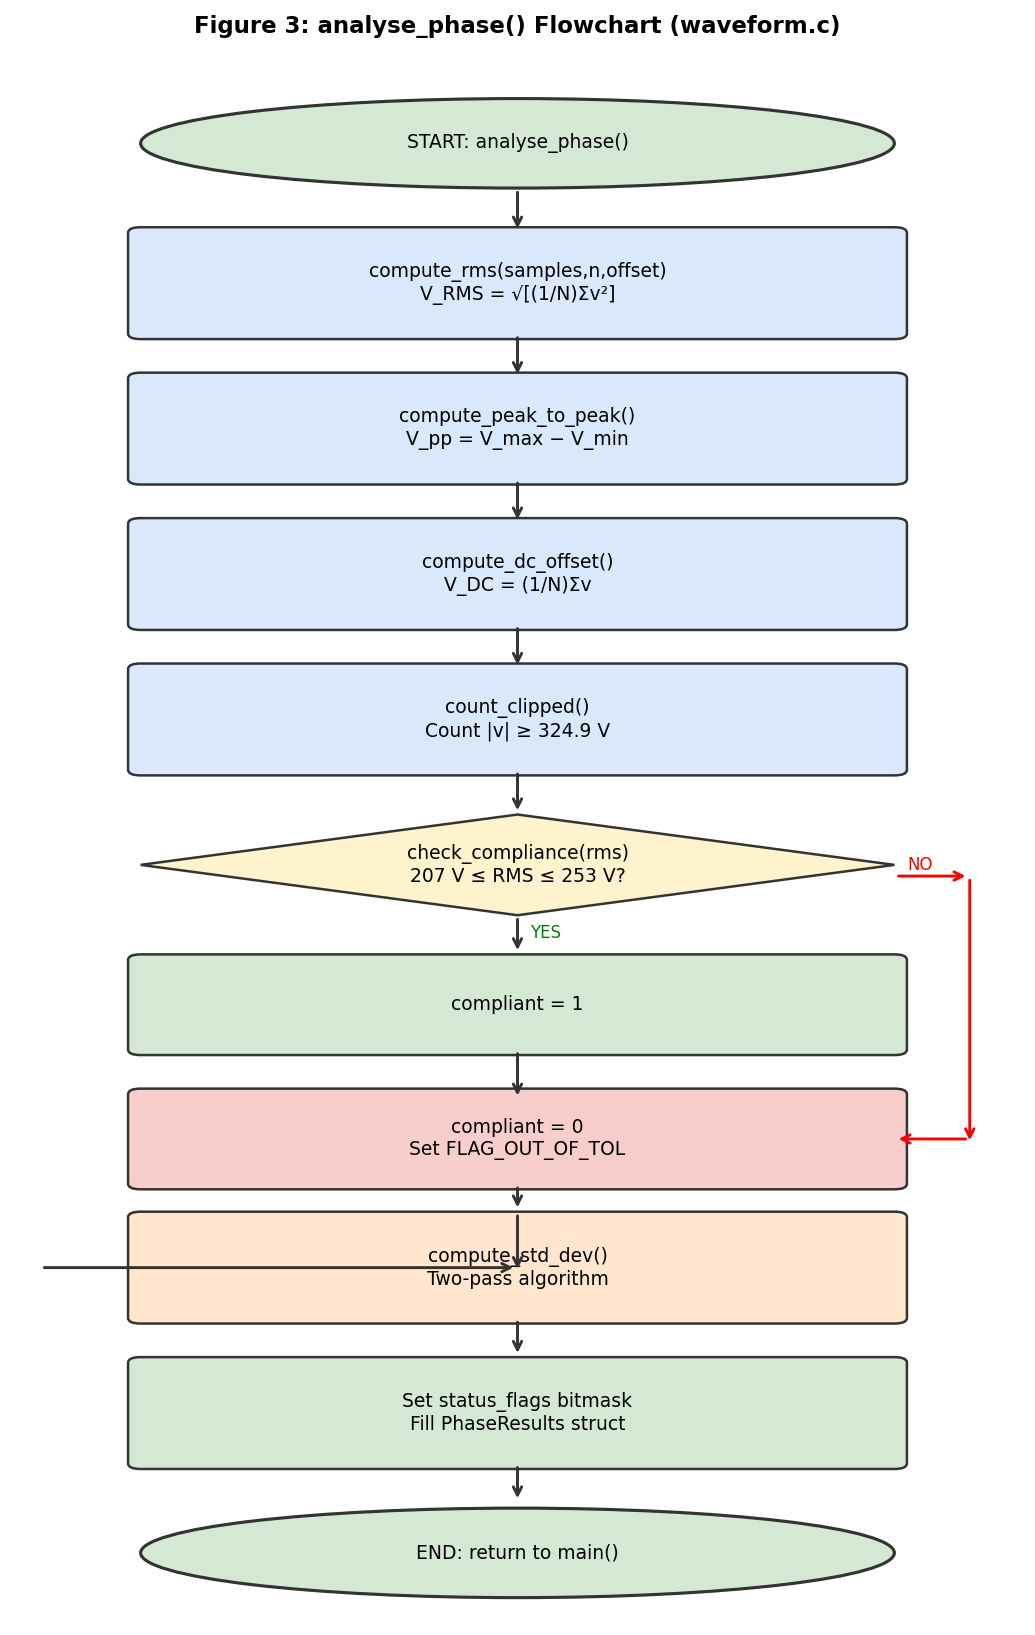 Figure 3: analyse_phase() Flowchart (waveform.c)
START: analyse_phase()
compute_rms(samples,n,offset)
V_RMS = √[(1/N)Σv²]
compute_peak_to_peak()
V_pp = V_max − V_min
compute_dc_offset()
V_DC = (1/N)Σv
count_clipped()
Count |v| ≥ 324.9 V
check_compliance(rms)
207 V ≤ RMS ≤ 253 V?
NO
YES
compliant = 1
compliant = 0
Set FLAG_OUT_OF_TOL
compute_std_dev()
Two-pass algorithm
Set status_flags bitmask
Fill PhaseResults struct
END: return to main()